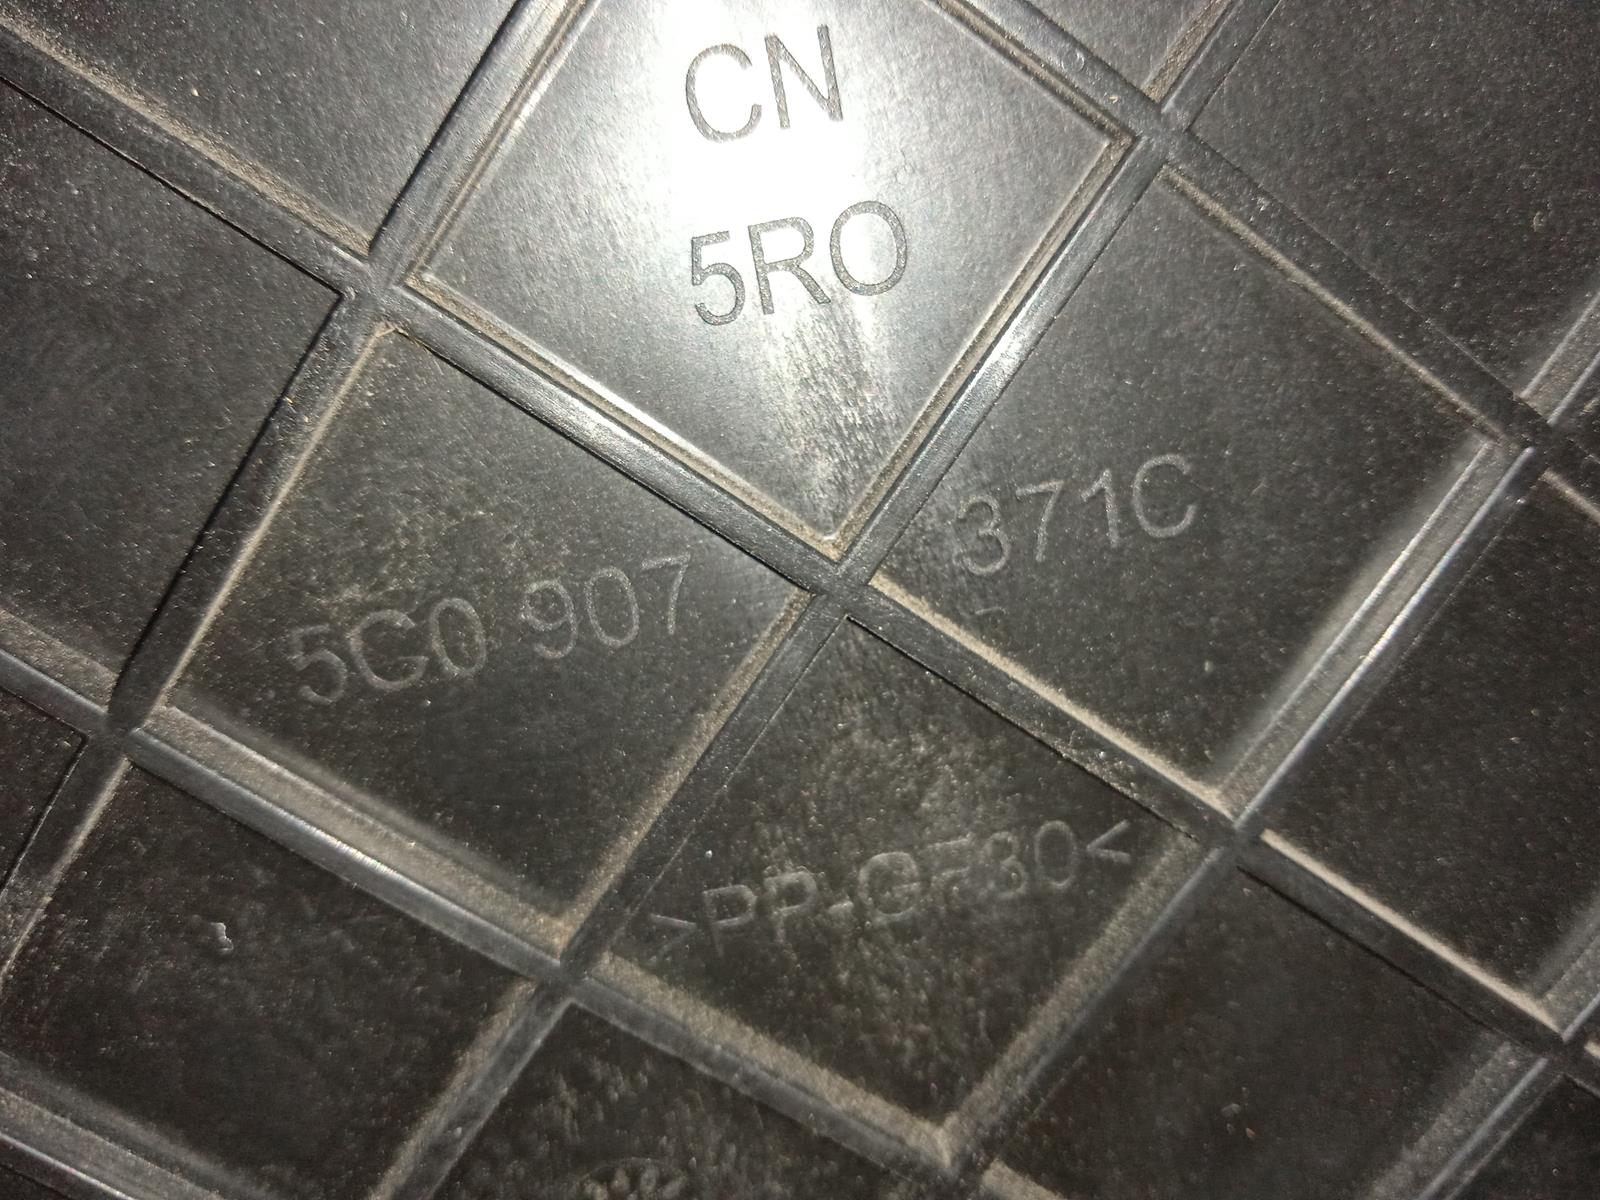 CN
5RO
5C0 907 371C
>PP-GF30<